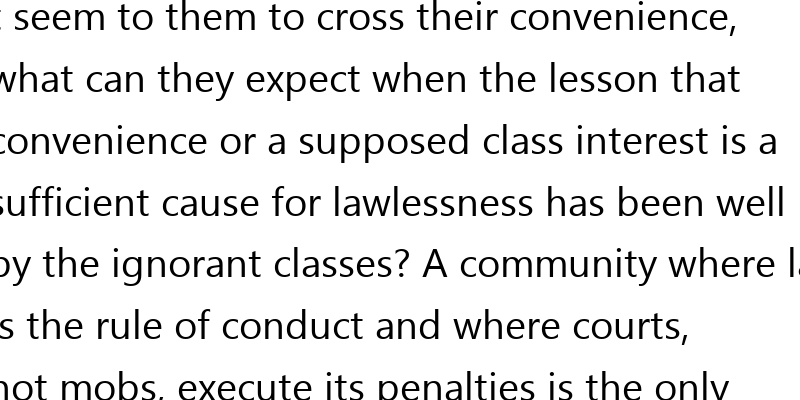 seem to them to cross their convenience,
what can they expect when the lesson that
convenience or a supposed class interest is a
sufficient cause for lawlessness has been well
by the ignorant classes? A community where
is the rule of conduct and where courts,
not mobs, execute its penalties is the only